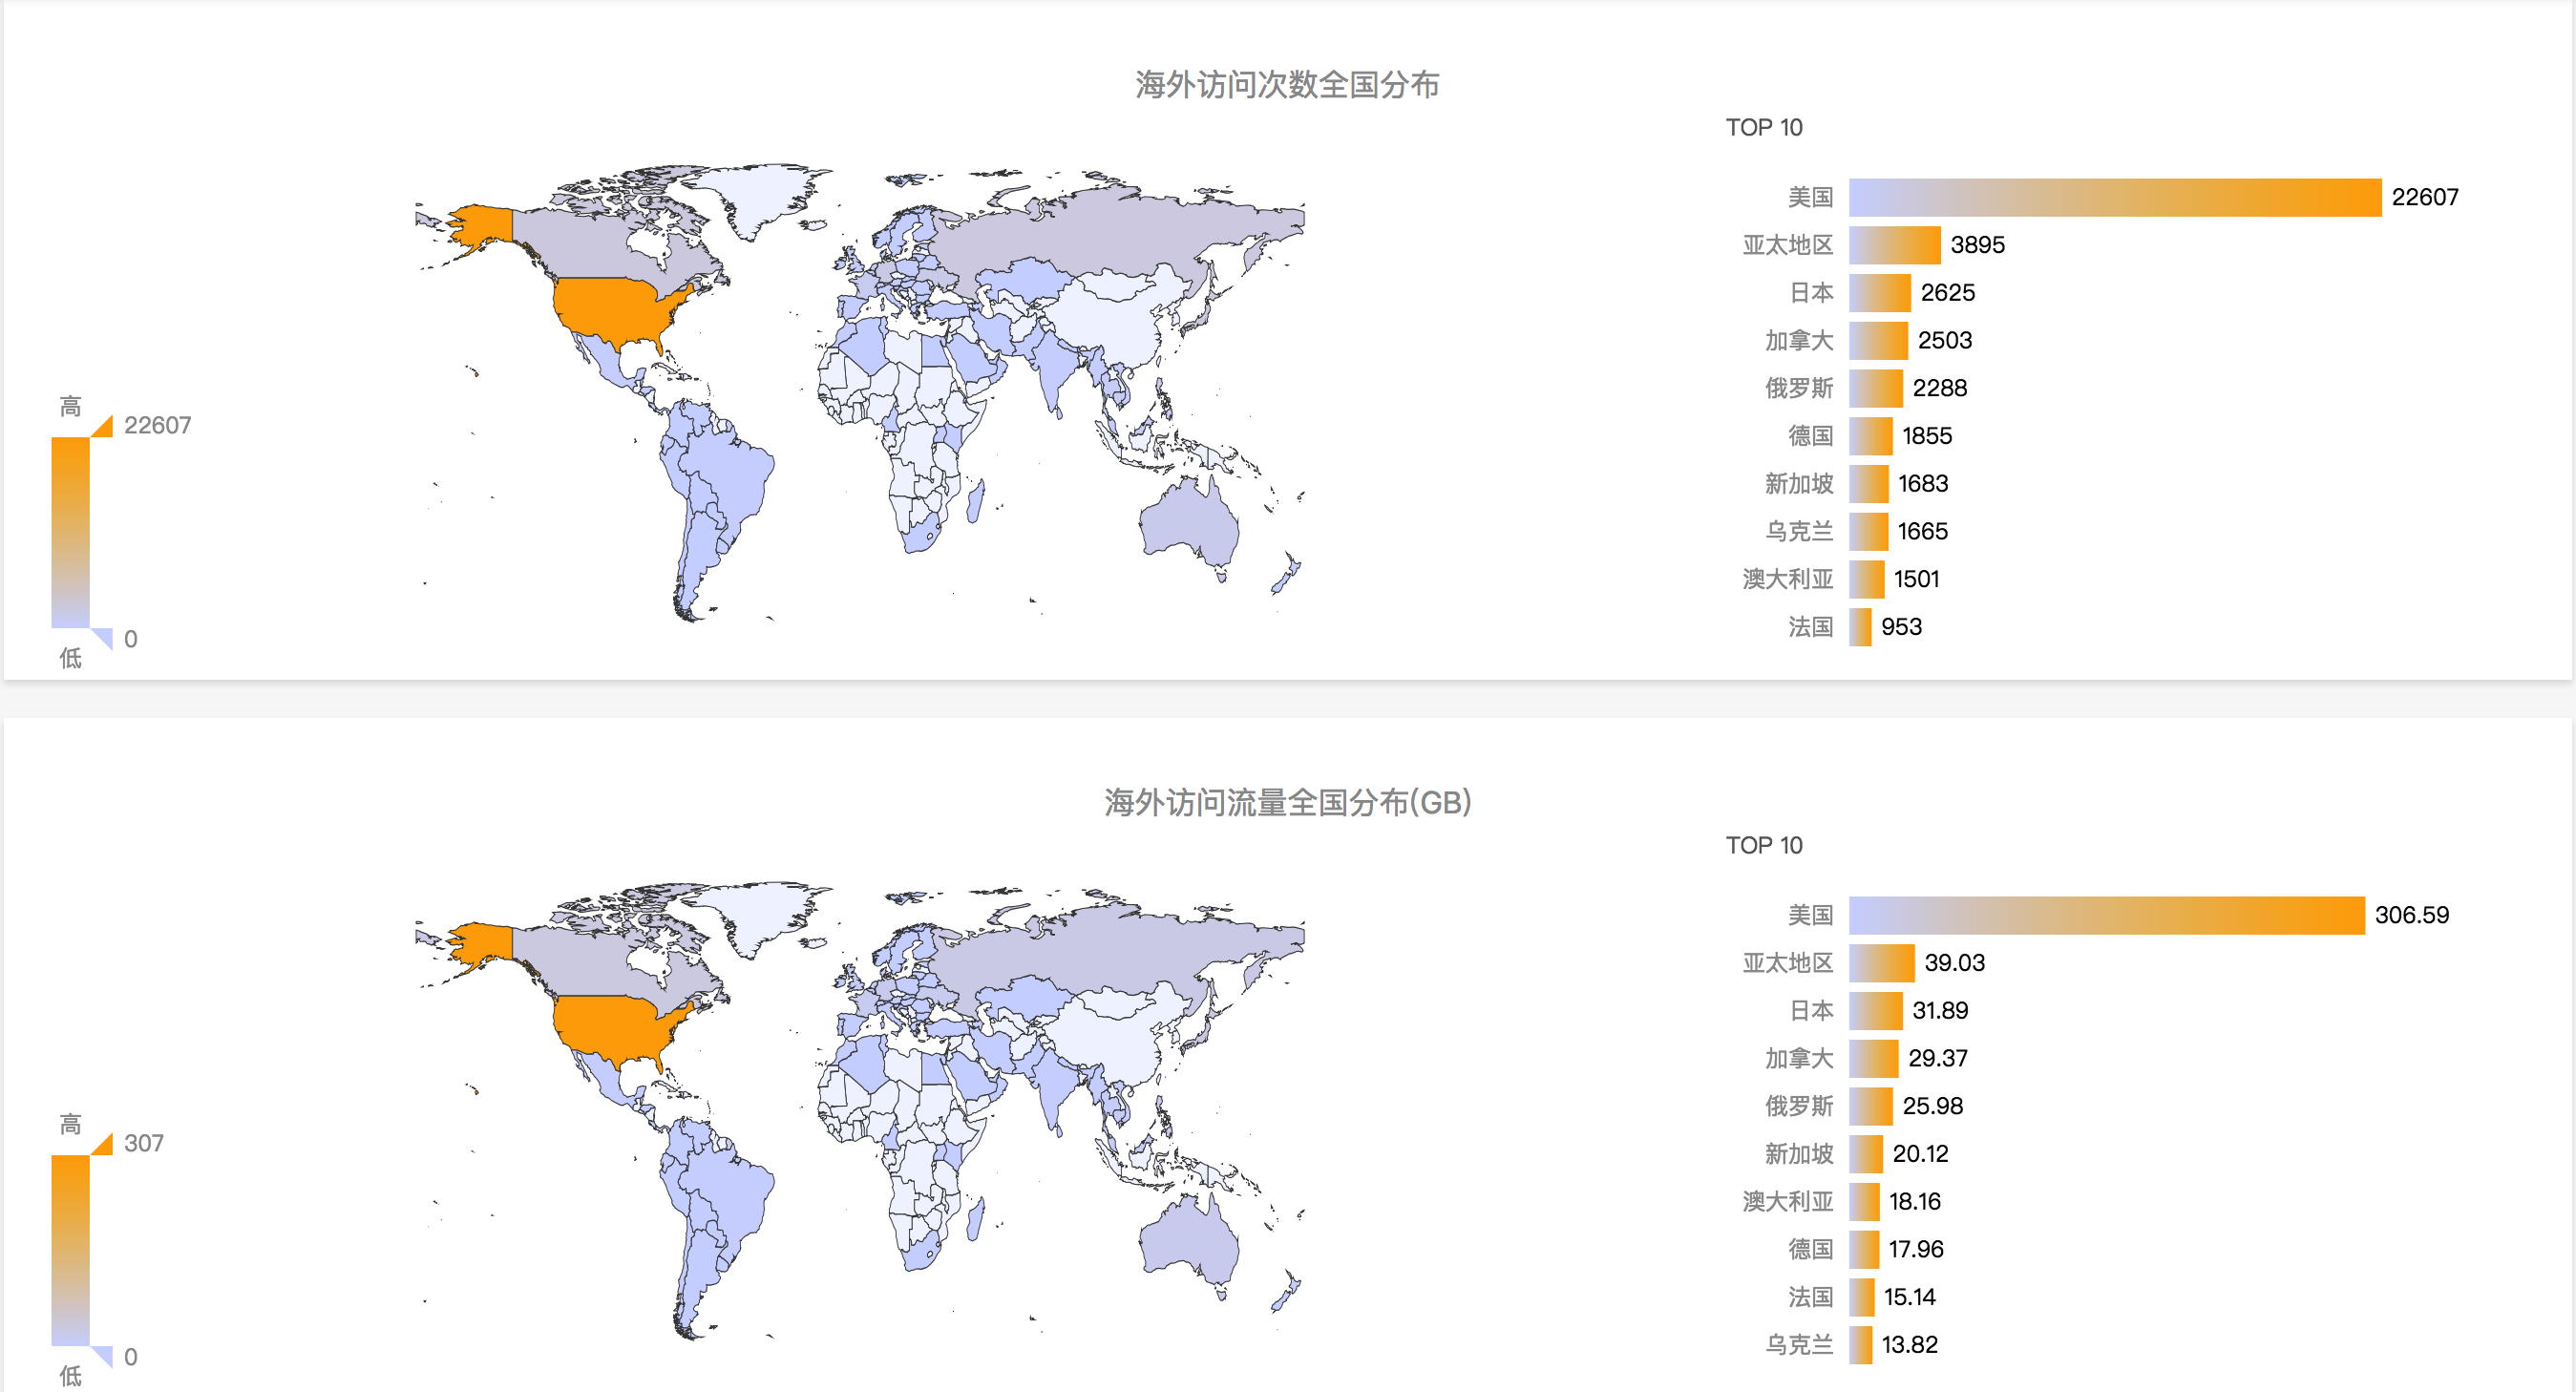 海外访问次数全国分布
TOP 10
美国 22607
亚太地区 3895
日本 2625
加拿大 2503
俄罗斯 2288
德国 1855
新加坡 1683
乌克兰 1665
澳大利亚 1501
法国 953
高
22607
0
低
海外访问流量全国分布(GB)
TOP 10
美国 306.59
亚太地区 39.03
日本 31.89
加拿大 29.37
俄罗斯 25.98
新加坡 20.12
澳大利亚 18.16
德国 17.96
法国 15.14
乌克兰 13.82
高
307
0
低